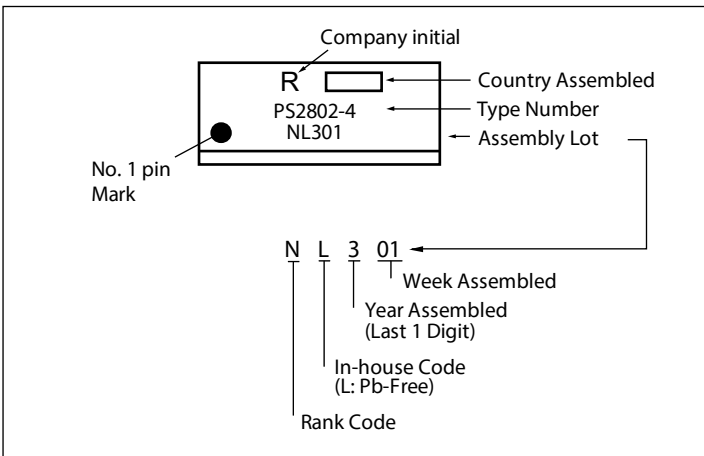 Company initial
R
Country Assembled
PS2802-4
Type Number
NL301
Assembly Lot
No. 1 pin
Mark
N L 3 01
Week Assembled
Year Assembled
(Last 1 Digit)
In-house Code
(L: Pb-Free)
Rank Code